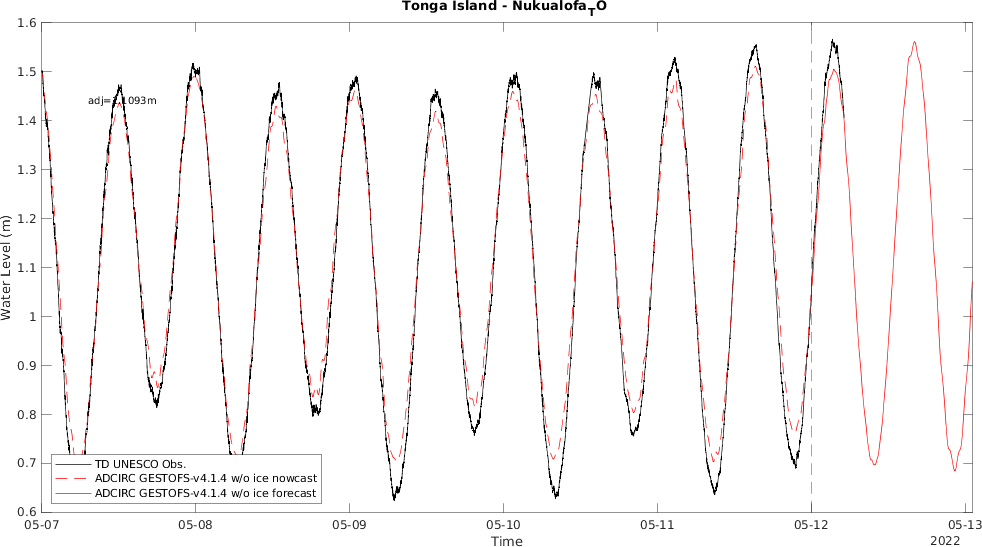 Tonga Island - NukualofaTO
1.6
1.5
1.4
1.3
1.2
1.1
1
0.9
0.8
0.7
0.6
Water Level (m)
TD UNESCO Obs.
ADCIRC GESTOFS-v4.1.4 w/o ice nowcast
ADCIRC GESTOFS-v4.1.4 w/o ice forecast
05-07 05-08 05-09 05-10 05-11 05-12 05-13
Time
2022